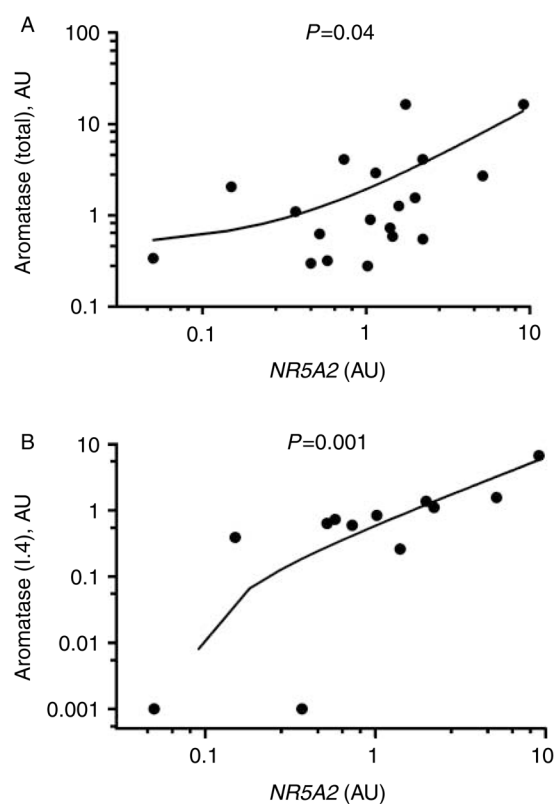 A
P=0.04
Aromatase (total), AU
100
10
1
0.1
0.1 1 10
NR5A2 (AU)
B
P=0.001
Aromatase (I.4), AU
10
1
0.1
0.01
0.001
0.1 1 10
NR5A2 (AU)